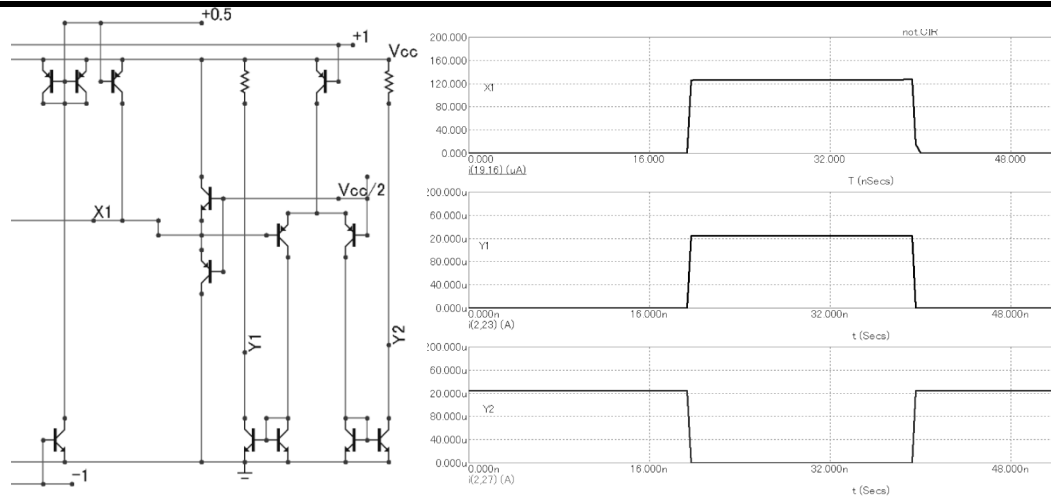 +0.5
+1
Vcc
Vcc/2
X1
Y1
Y2
-1
not.CIR
200.000
160.000
120.000
80.000
40.000
0.000
X1
0.000
16.000
32.000
48.000
i(19,16) (uA)
T (nSecs)
200.000u
60.000u
20.000u
80.000u
40.000u
0.000u
Y1
0.000n
16.000n
32.000n
48.000n
i(2,23) (A)
t (Secs)
200.000u
60.000u
20.000u
80.000u
40.000u
0.000u
Y2
0.000n
16.000n
32.000n
48.000n
i(2,27) (A)
t (Secs)